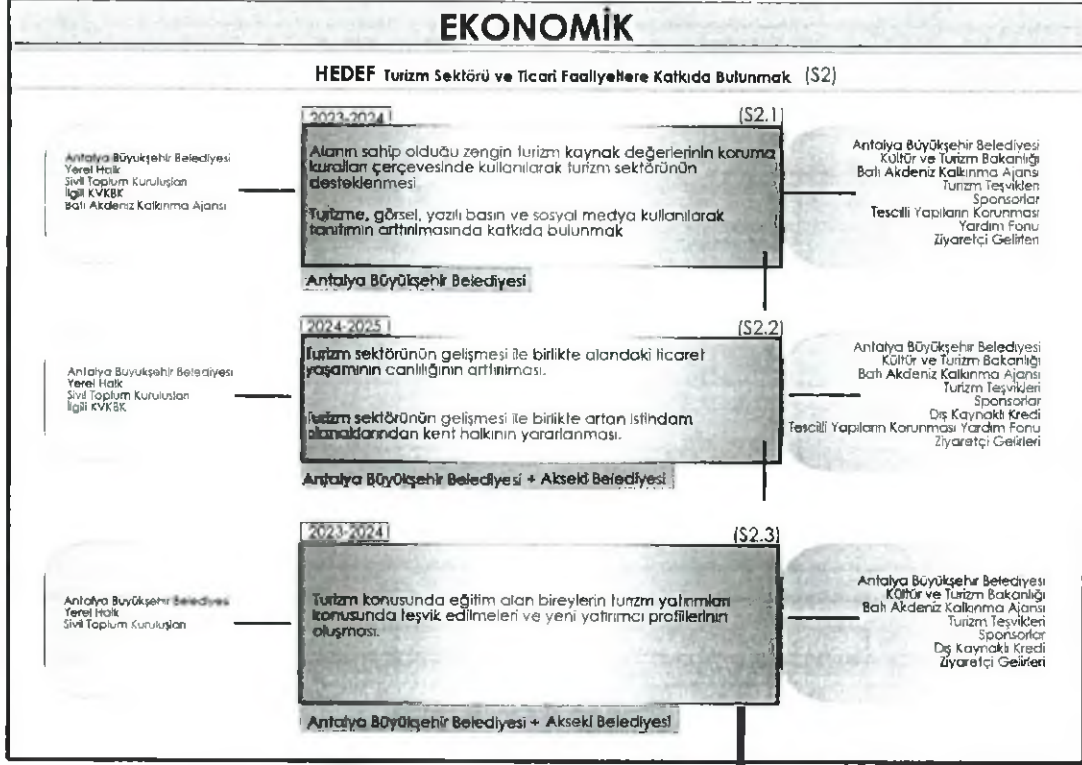 EKONOMİK
HEDEF Turizm Sektörü ve Ticari Faaliyetlere Katkıda Bulunmak (S2)
2023-2024
(S2.1)
Antalya Büyükşehir Belediyesi
Yerel Halk
Sivil Toplum Kuruluşları
İlgili KVKBK
Batı Akdeniz Kalkınma Ajansı
Alanın sahip olduğu zengin turizm kaynak değerlerinin koruma
kuralları çerçevesinde kullanılarak turizm sektörünün
desteklenmesi
Turizme, görsel, yazılı basın ve sosyal medya kullanılarak
tanıtımın arttırılmasında katkıda bulunmak
Antalya Büyükşehir Belediyesi
Antalya Büyükşehir Belediyesi
Kültür ve Turizm Bakanlığı
Batı Akdeniz Kalkınma Ajansı
Turizm Teşvikleri
Sponsorlar
Tescilli Yapıların Korunması
Yardım Fonu
Ziyaretçi Gelirleri
2024-2025
(S2.2)
Antalya Büyükşehir Belediyesi
Yerel Halk
Sivil Toplum Kuruluşları
İlgili KVKBK
Turizm sektörünün gelişmesi ile birlikte alandaki ticaret
yaşamının canlılığının arttırılması.
Turizm sektörünün gelişmesi ile birlikte artan istihdam
olanaklarından kent halkının yararlanması.
Antalya Büyükşehir Belediyesi + Akseki Belediyesi
Antalya Büyükşehir Belediyesi
Kültür ve Turizm Bakanlığı
Batı Akdeniz Kalkınma Ajansı
Turizm Teşvikleri
Sponsorlar
Dış Kaynaklı Kredi
Tescilli Yapıların Korunması Yardım Fonu
Ziyaretçi Gelirleri
2023-2024
(S2.3)
Antalya Büyükşehir Belediyesi
Yerel Halk
Sivil Toplum Kuruluşları
Turizm konusunda eğitim alan bireylerin turizm yatırımları
konusunda teşvik edilmeleri ve yeni yatırımcı profillerinin
oluşması.
Antalya Büyükşehir Belediyesi + Akseki Belediyesi
Antalya Büyükşehir Belediyesi
Kültür ve Turizm Bakanlığı
Batı Akdeniz Kalkınma Ajansı
Turizm Teşvikleri
Sponsorlar
Dış Kaynaklı Kredi
Ziyaretçi Gelirleri